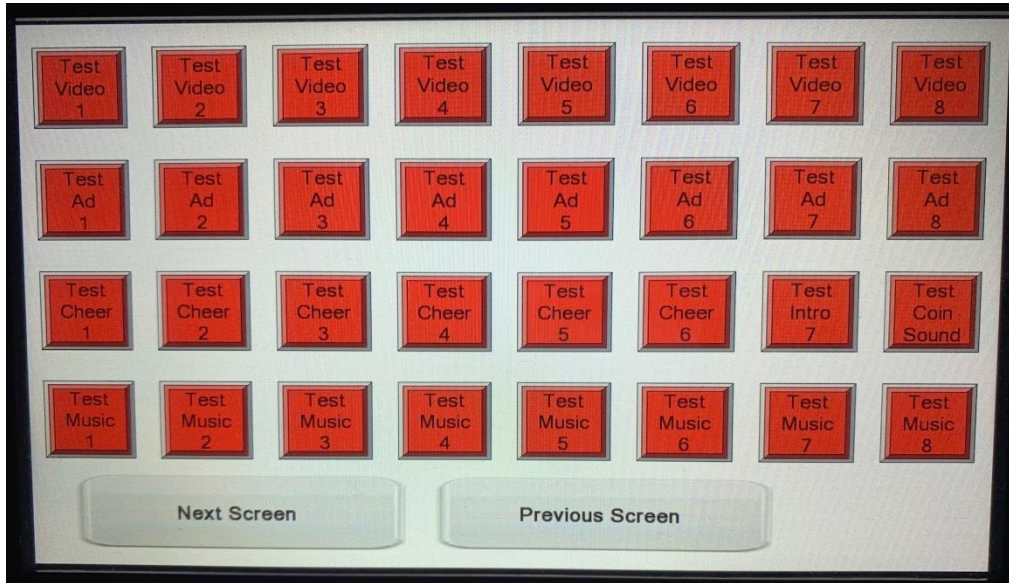 Test Video 1
Test Video 2
Test Video 3
Test Video 4
Test Video 5
Test Video 6
Test Video 7
Test Video 8
Test Ad 1
Test Ad 2
Test Ad 3
Test Ad 4
Test Ad 5
Test Ad 6
Test Ad 7
Test Ad 8
Test Cheer 1
Test Cheer 2
Test Cheer 3
Test Cheer 4
Test Cheer 5
Test Cheer 6
Test Intro 7
Test Coin Sound
Test Music 1
Test Music 2
Test Music 3
Test Music 4
Test Music 5
Test Music 6
Test Music 7
Test Music 8
Next Screen
Previous Screen